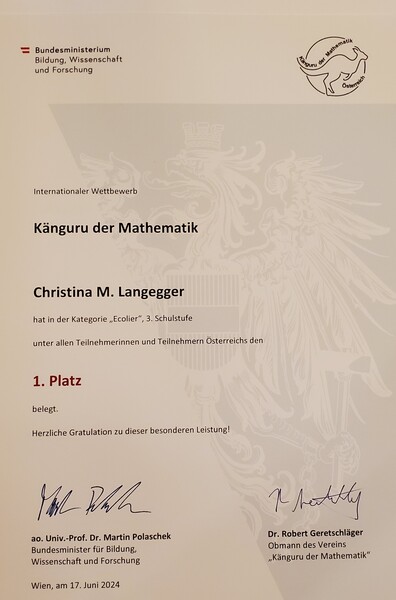 Bundesministerium
Bildung, Wissenschaft
und Forschung
Känguru der Mathematik
Österreich
Internationaler Wettbewerb
Känguru der Mathematik
Christina M. Langegger
hat in der Kategorie „Ecolier“, 3. Schulstufe
unter allen Teilnehmerinnen und Teilnehmern Österreichs den
1. Platz
belegt.
Herzliche Gratulation zu dieser besonderen Leistung!
ao. Univ.-Prof. Dr. Martin Polaschek
Bundesminister für Bildung,
Wissenschaft und Forschung
Dr. Robert Geretschläger
Obmann des Vereins
„Känguru der Mathematik“
Wien, am 17. Juni 2024